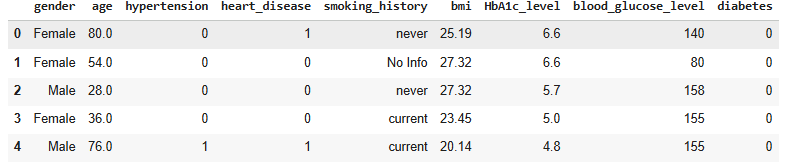 gender age hypertension heart_disease smoking_history bmi HbA1c_level blood_glucose_level diabetes
0 Female 80.0 0 1 never 25.19 6.6 140 0
1 Female 54.0 0 0 No Info 27.32 6.6 80 0
2 Male 28.0 0 0 never 27.32 5.7 158 0
3 Female 36.0 0 0 current 23.45 5.0 155 0
4 Male 76.0 1 1 current 20.14 4.8 155 0